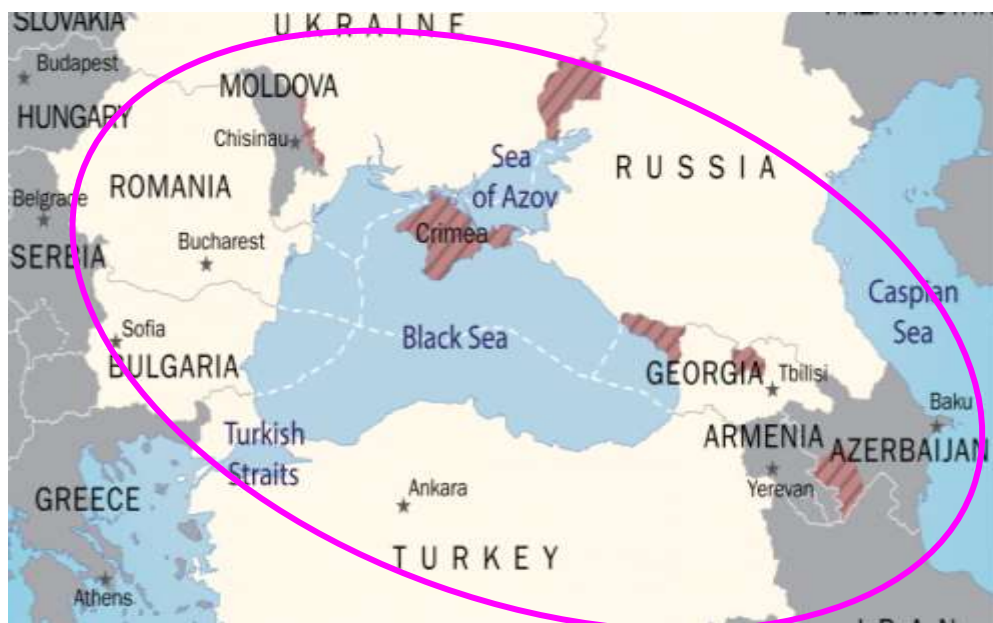 SLOVAKIA
UKRAINE
Budapest
MOLDOVA
HUNGARY
Chisinau
Sea
of Azov
RUSSIA
ROMANIA
Belgrade
Crimea
Bucharest
SERBIA
Caspian
Sea
Sofia
Black Sea
BULGARIA
GEORGIA
Tbilisi
Baku
Turkish
Straits
ARMENIA
AZERBAIJAN
Ankara
Yerevan
GREECE
TURKEY
Athens